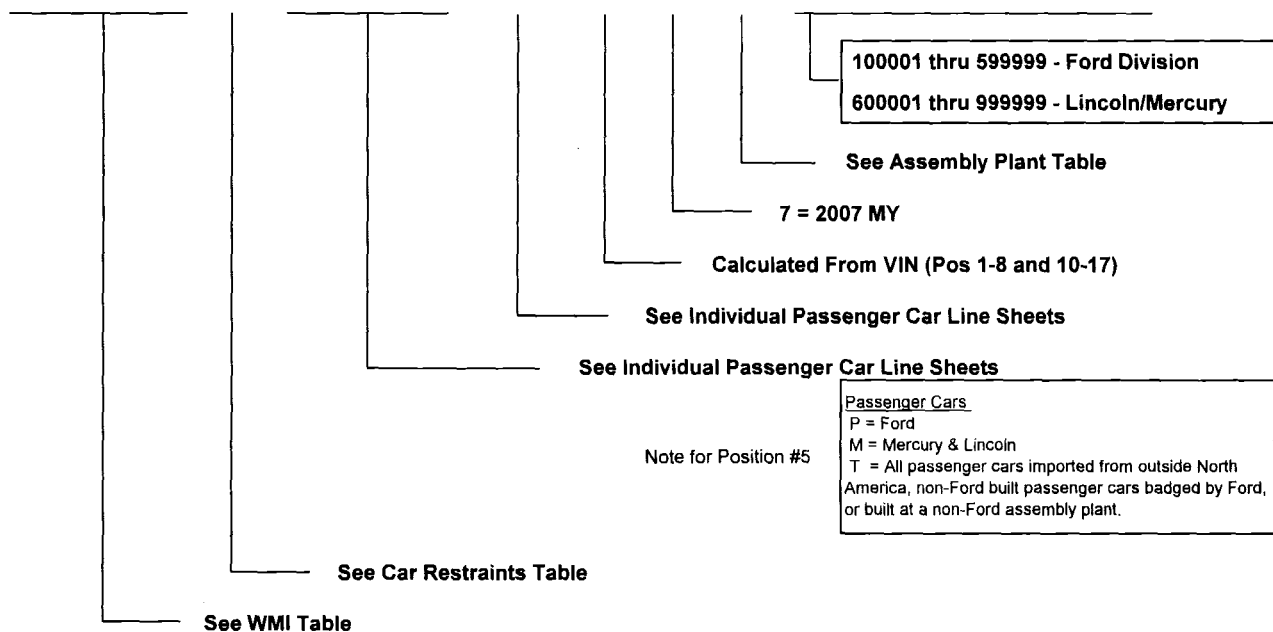 100001 thru 599999 - Ford Division
600001 thru 999999 - Lincoln/Mercury
See Assembly Plant Table
7 = 2007 MY
Calculated From VIN (Pos 1-8 and 10-17)
See Individual Passenger Car Line Sheets
See Individual Passenger Car Line Sheets
Note for Position #5
Passenger Cars
P = Ford
M = Mercury & Lincoln
T = All passenger cars imported from outside North
America, non-Ford built passenger cars badged by Ford,
or built at a non-Ford assembly plant.
See Car Restraints Table
See WMI Table